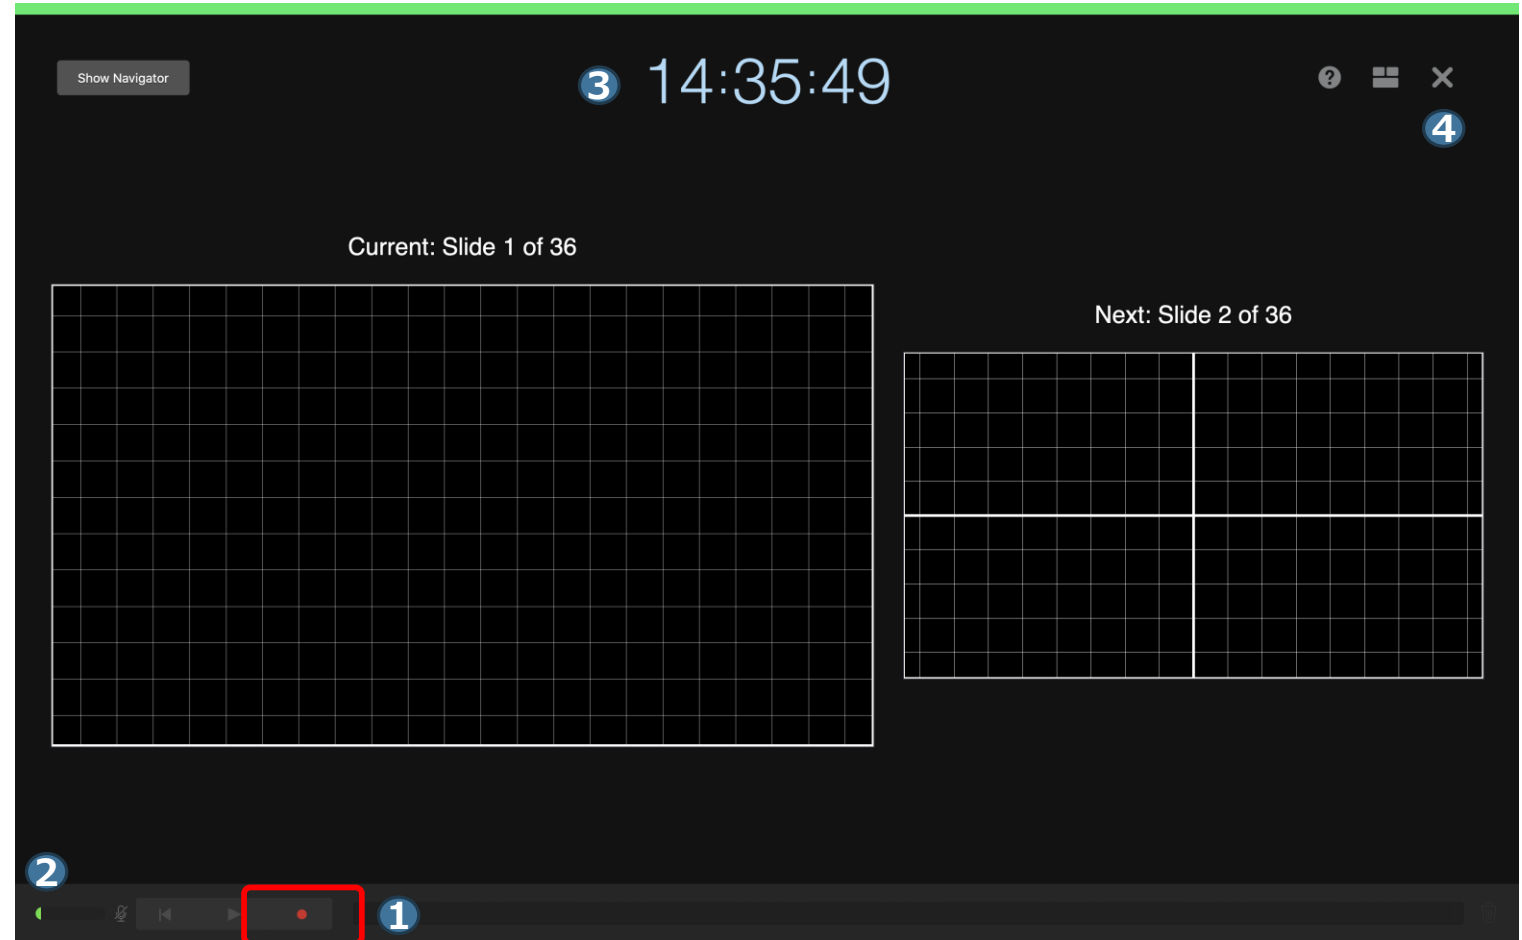 Show Navigator
3
14:35:49
4
Current: Slide 1 of 36
Next: Slide 2 of 36
2
1